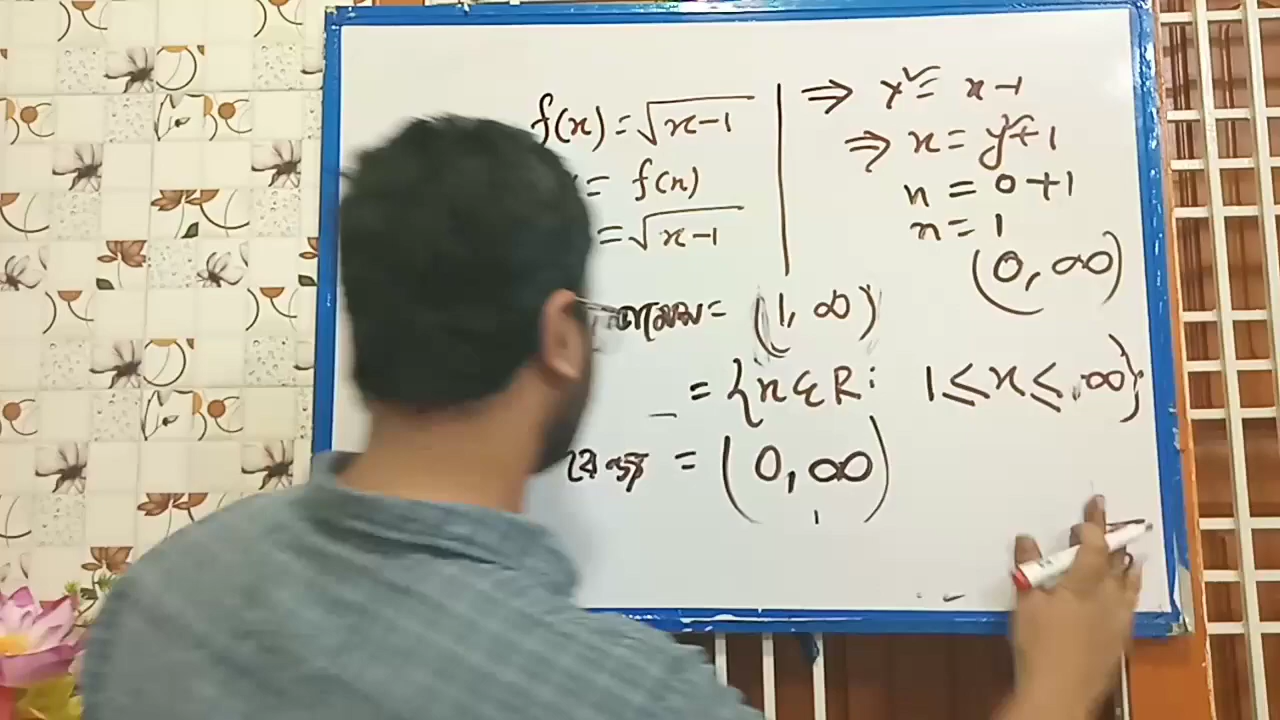 f(x) = √x-1
= f(n)
= √x-1
= (1, ∞)
= {x ∈ R: 1 ≤ x ≤ ∞}
= (0, ∞)
⇒ y² = x-1
⇒ x = y²+1
n = 0+1
n = 1
(0, ∞)